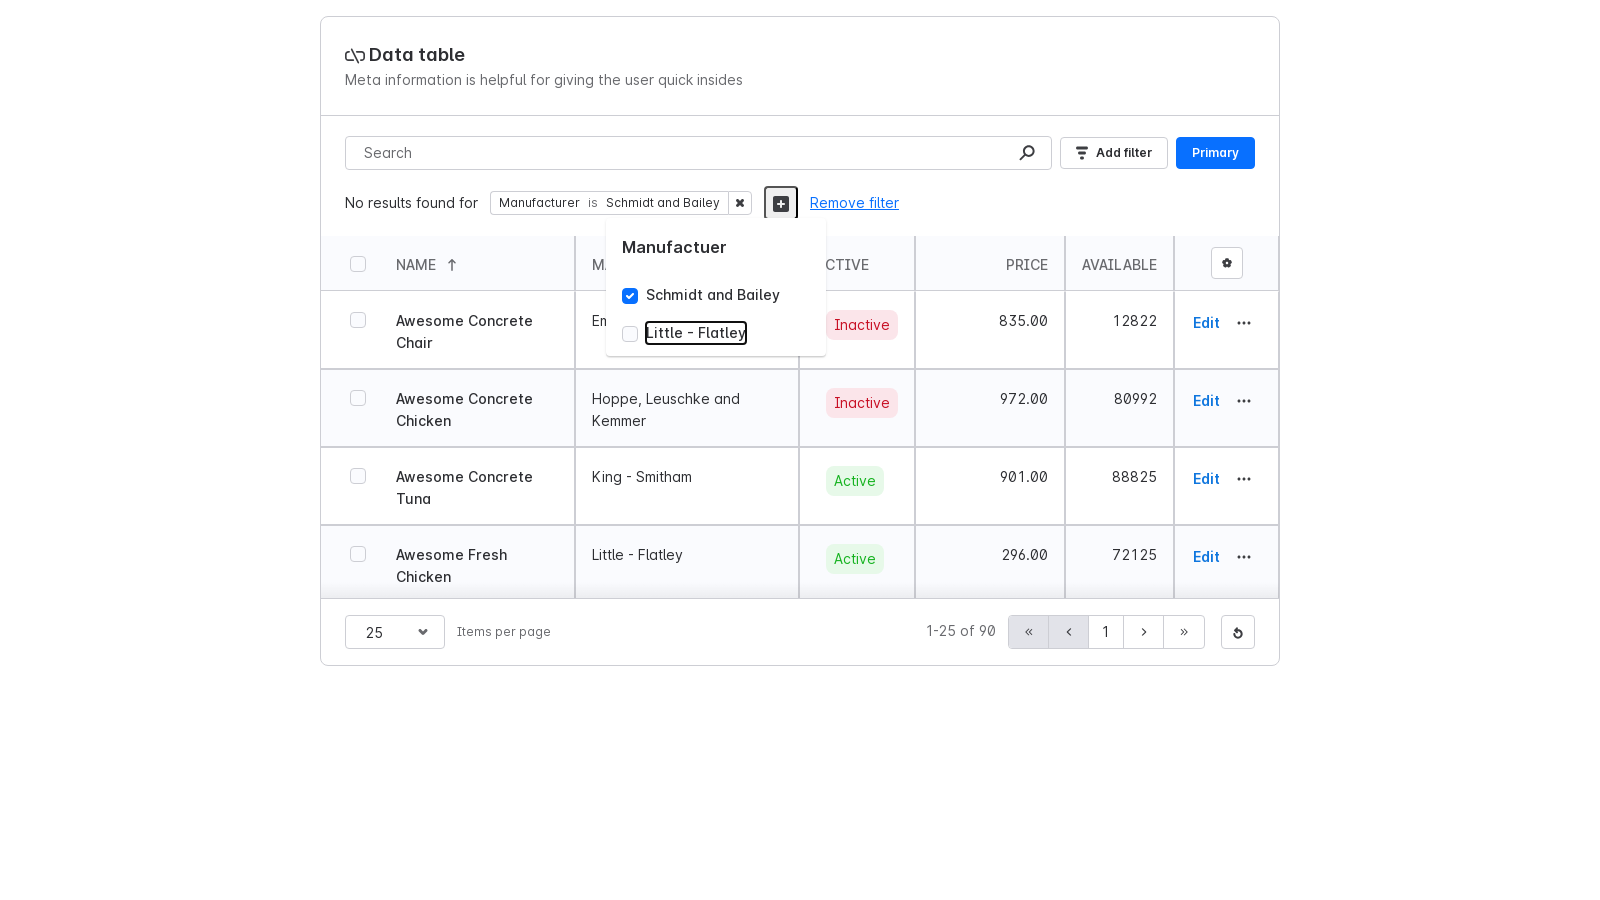 Data table
Meta information is helpful for giving the user quick insides
Search
Add filter
Primary
No results found for
Manufacturer is Schmidt and Bailey
Remove filter
Manufactuer
Schmidt and Bailey
Little - Flatley
NAME
PRICE
AVAILABLE
Awesome Concrete Chair
Inactive
835.00
12822
Edit
Awesome Concrete Chicken
Hoppe, Leuschke and Kemmer
Inactive
972.00
80992
Edit
Awesome Concrete Tuna
King - Smitham
Active
901.00
88825
Edit
Awesome Fresh Chicken
Little - Flatley
Active
296.00
72125
Edit
25
Items per page
1-25 of 90
«
‹
1
›
»